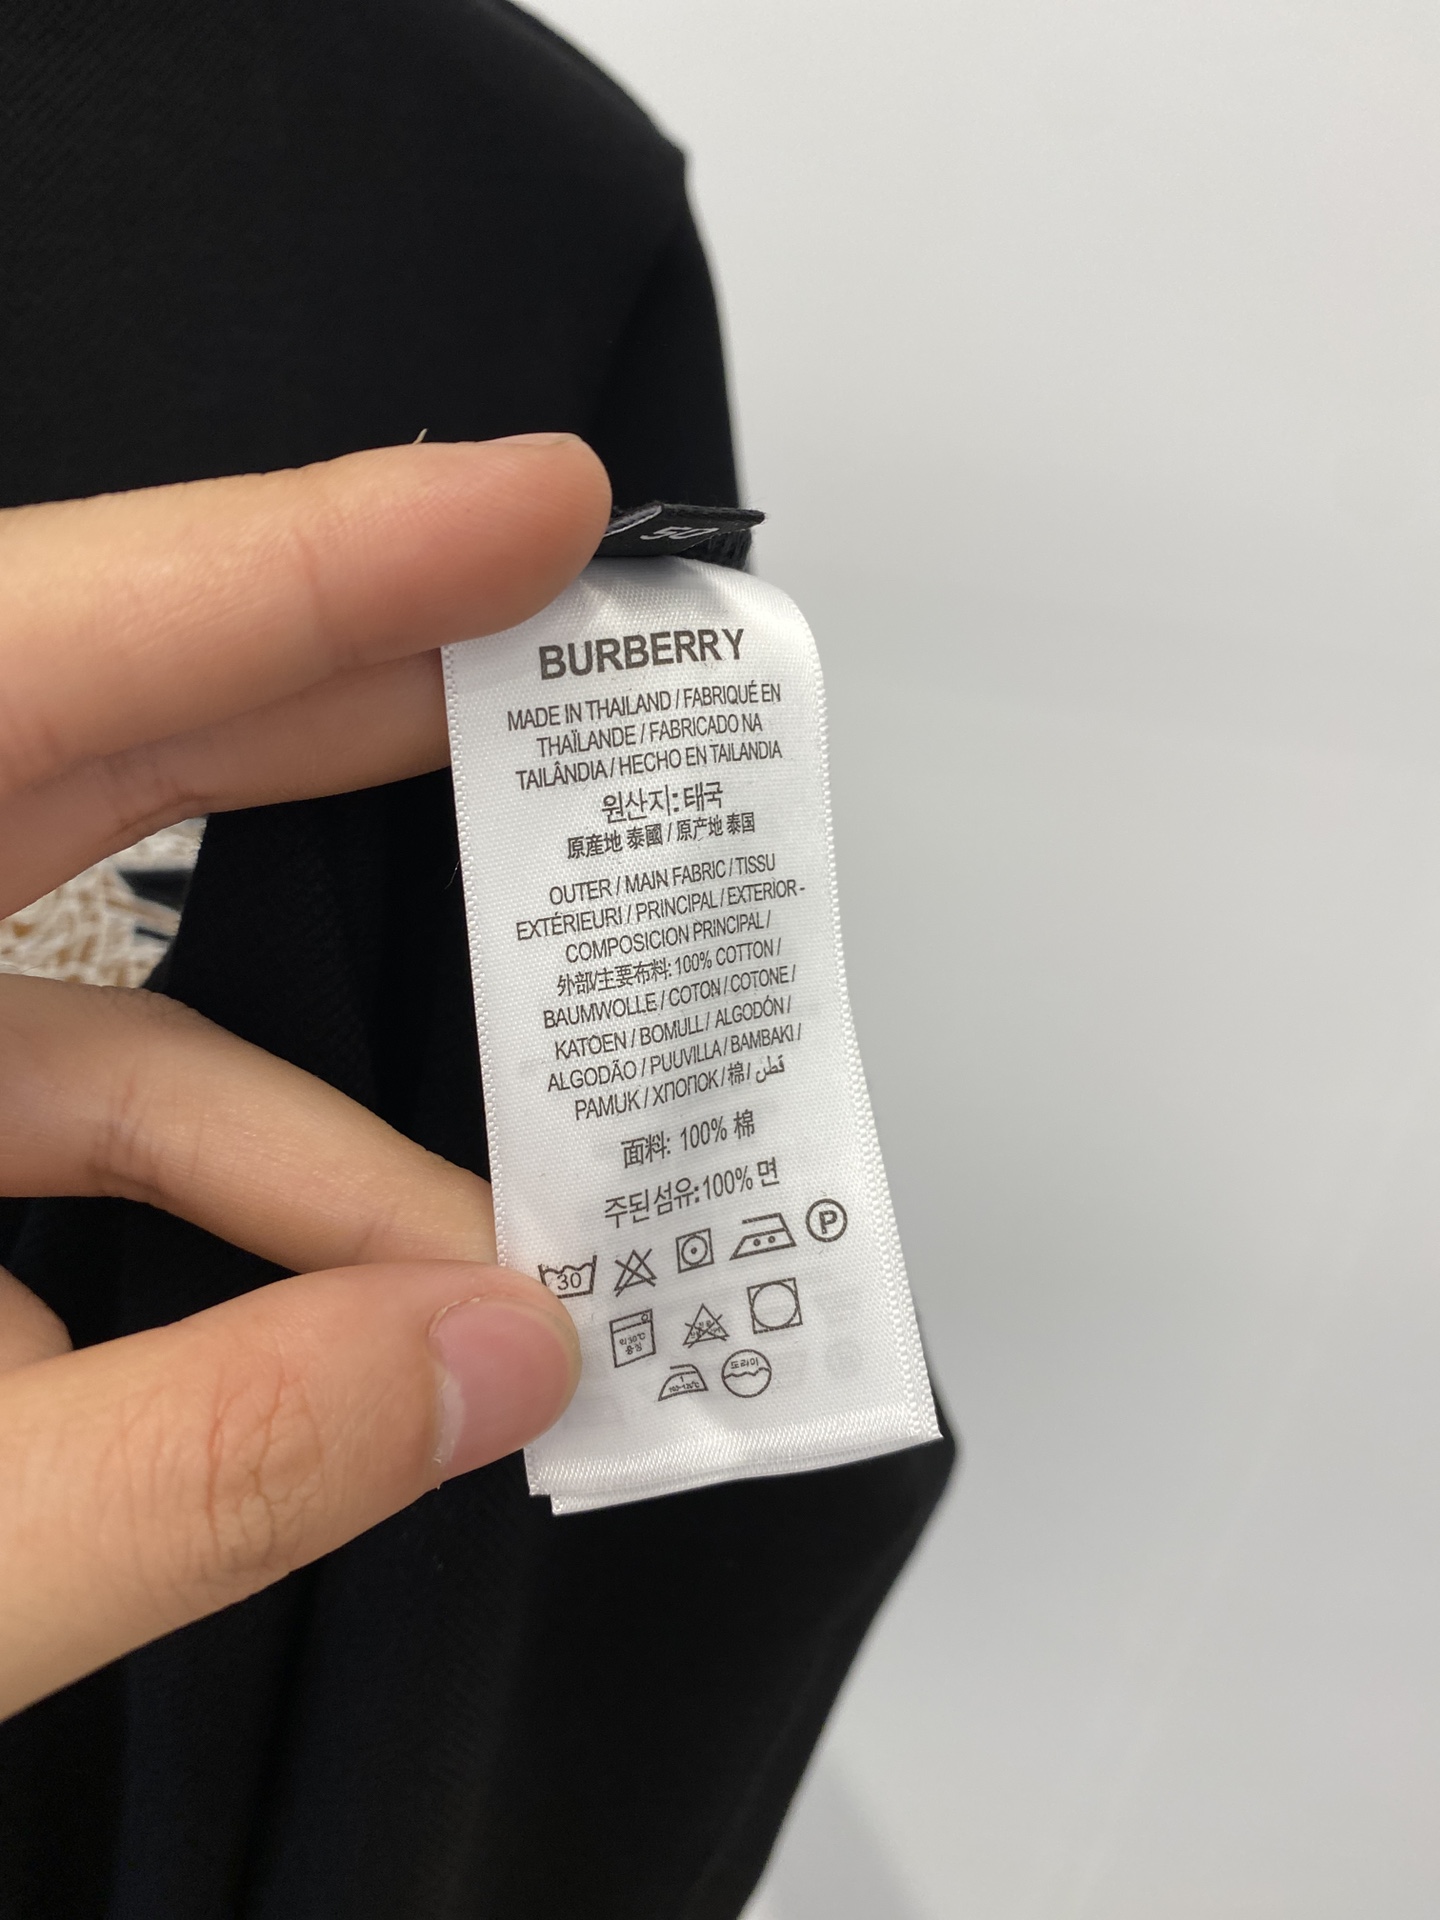 50
BURBERRY
MADE IN THAILAND / FABRIQUÉ EN
THAÏLANDE / FABRICADO NA
TAILÂNDIA / HECHO EN TAILANDIA
원산지: 태국
原産地 泰國 / 原产地 泰国
OUTER / MAIN FABRIC / TISSU
EXTÉRIEURI / PRINCIPAL / EXTERIOR -
COMPOSICION PRINCIPAL /
外部/主要布料: 100% COTTON /
BAUMWOLLE / COTON / COTONE /
KATOEN / BOMULL / ALGODÓN /
ALGODÃO / PUUVILLA / BAMBAKI /
PAMUK / ХЛОПОК / 棉 / قطن
面料: 100% 棉
주된 섬유: 100% 면
30 P
드라이